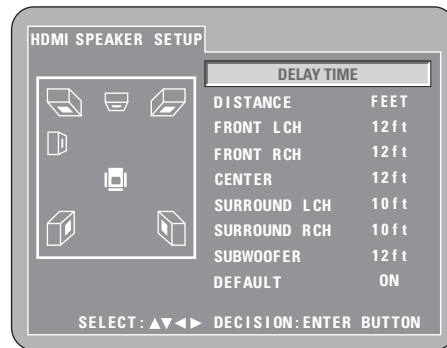 HDMI SPEAKER SETUP
DELAY TIME
DISTANCE FEET
FRONT LCH 12ft
FRONT RCH 12ft
CENTER 12ft
SURROUND LCH 10ft
SURROUND RCH 10ft
SUBWOOFER 12ft
DEFAULT ON
SELECT:▲▼◀▶ DECISION:ENTER BUTTON